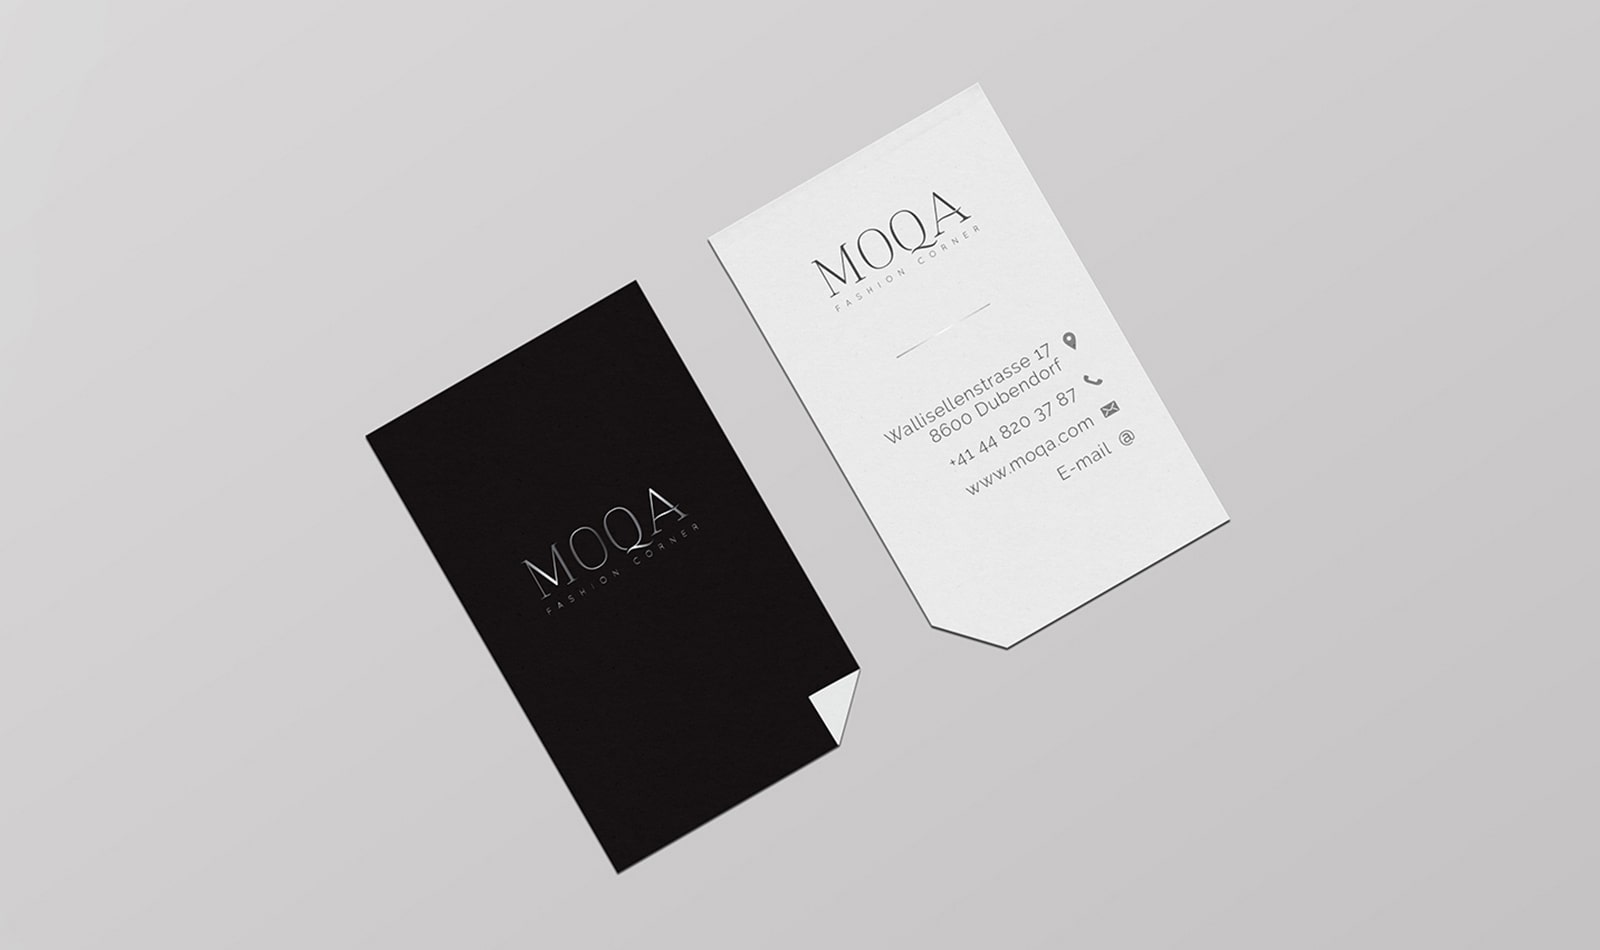 MOQA
FASHION CORNER
MOQA
FASHION CORNER
Wallisellenstrasse 17
8600 Dubendorf
+41 44 820 37 87
www.moqa.com
E-mail @